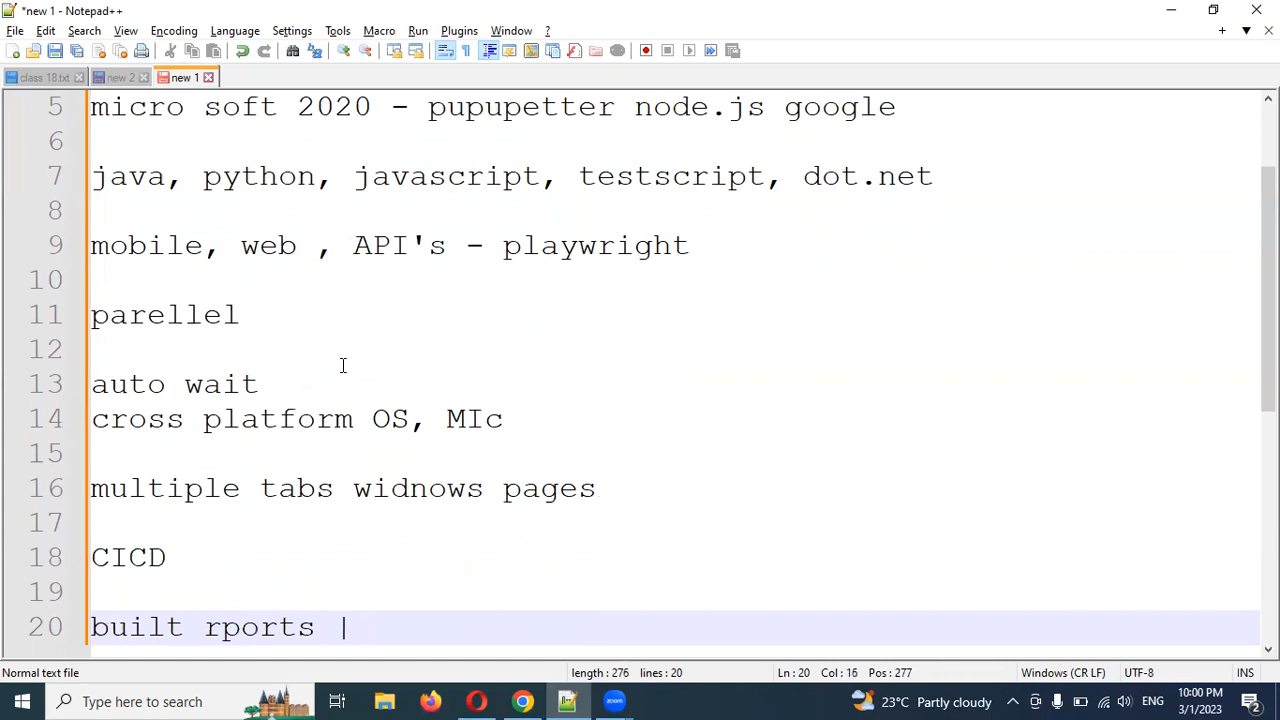 *new 1 - Notepad++
File Edit Search View Encoding Language Settings Tools Macro Run Plugins Window ?
class 18.txt new 2 new 1
5 micro soft 2020 - pupupetter node.js google
6
7 java, python, javascript, testscript, dot.net
8
9 mobile, web , API's - playwright
10
11 parellel
12
13 auto wait
14 cross platform OS, MIc
15
16 multiple tabs widnows pages
17
18 CICD
19
20 built rports
Normal text file length : 276 lines : 20 Ln : 20 Col : 16 Pos : 277 Windows (CR LF) UTF-8 INS
Type here to search zoom 23°C Partly cloudy ENG 10:00 PM
3/1/2023 2